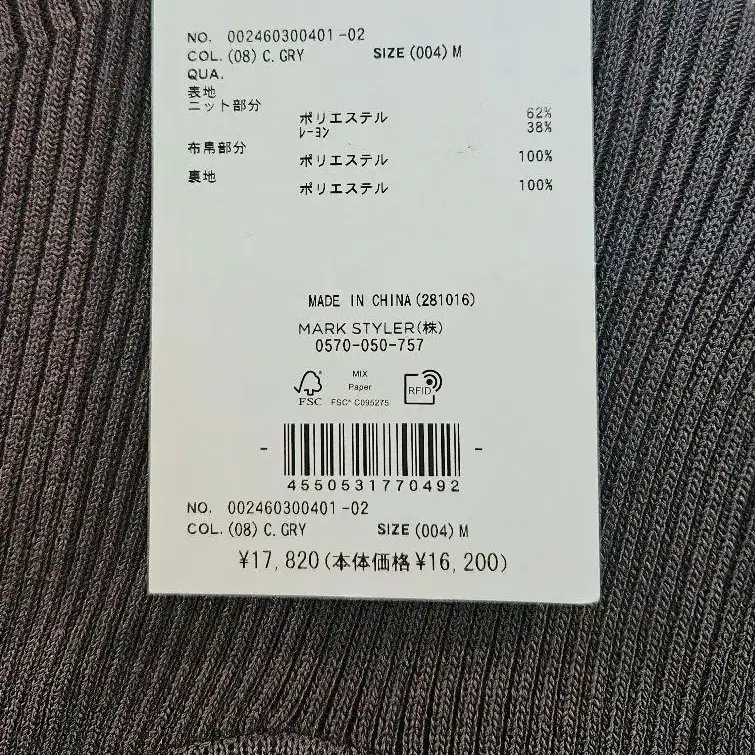 NO. 002460300401-02
COL. (08) C. GRY SIZE (004) M
QUA.
表地
ニット部分
ポリエステル 62%
レーヨン 38%
布帛部分
ポリエステル 100%
裏地
ポリエステル 100%
MADE IN CHINA (281016)
MARK STYLER(株)
0570-050-757
FSC
MIX
Paper
FSC® C095275
RFID
4550531770492
NO. 002460300401-02
COL. (08) C. GRY SIZE (004) M
¥17,820(本体価格¥16,200)